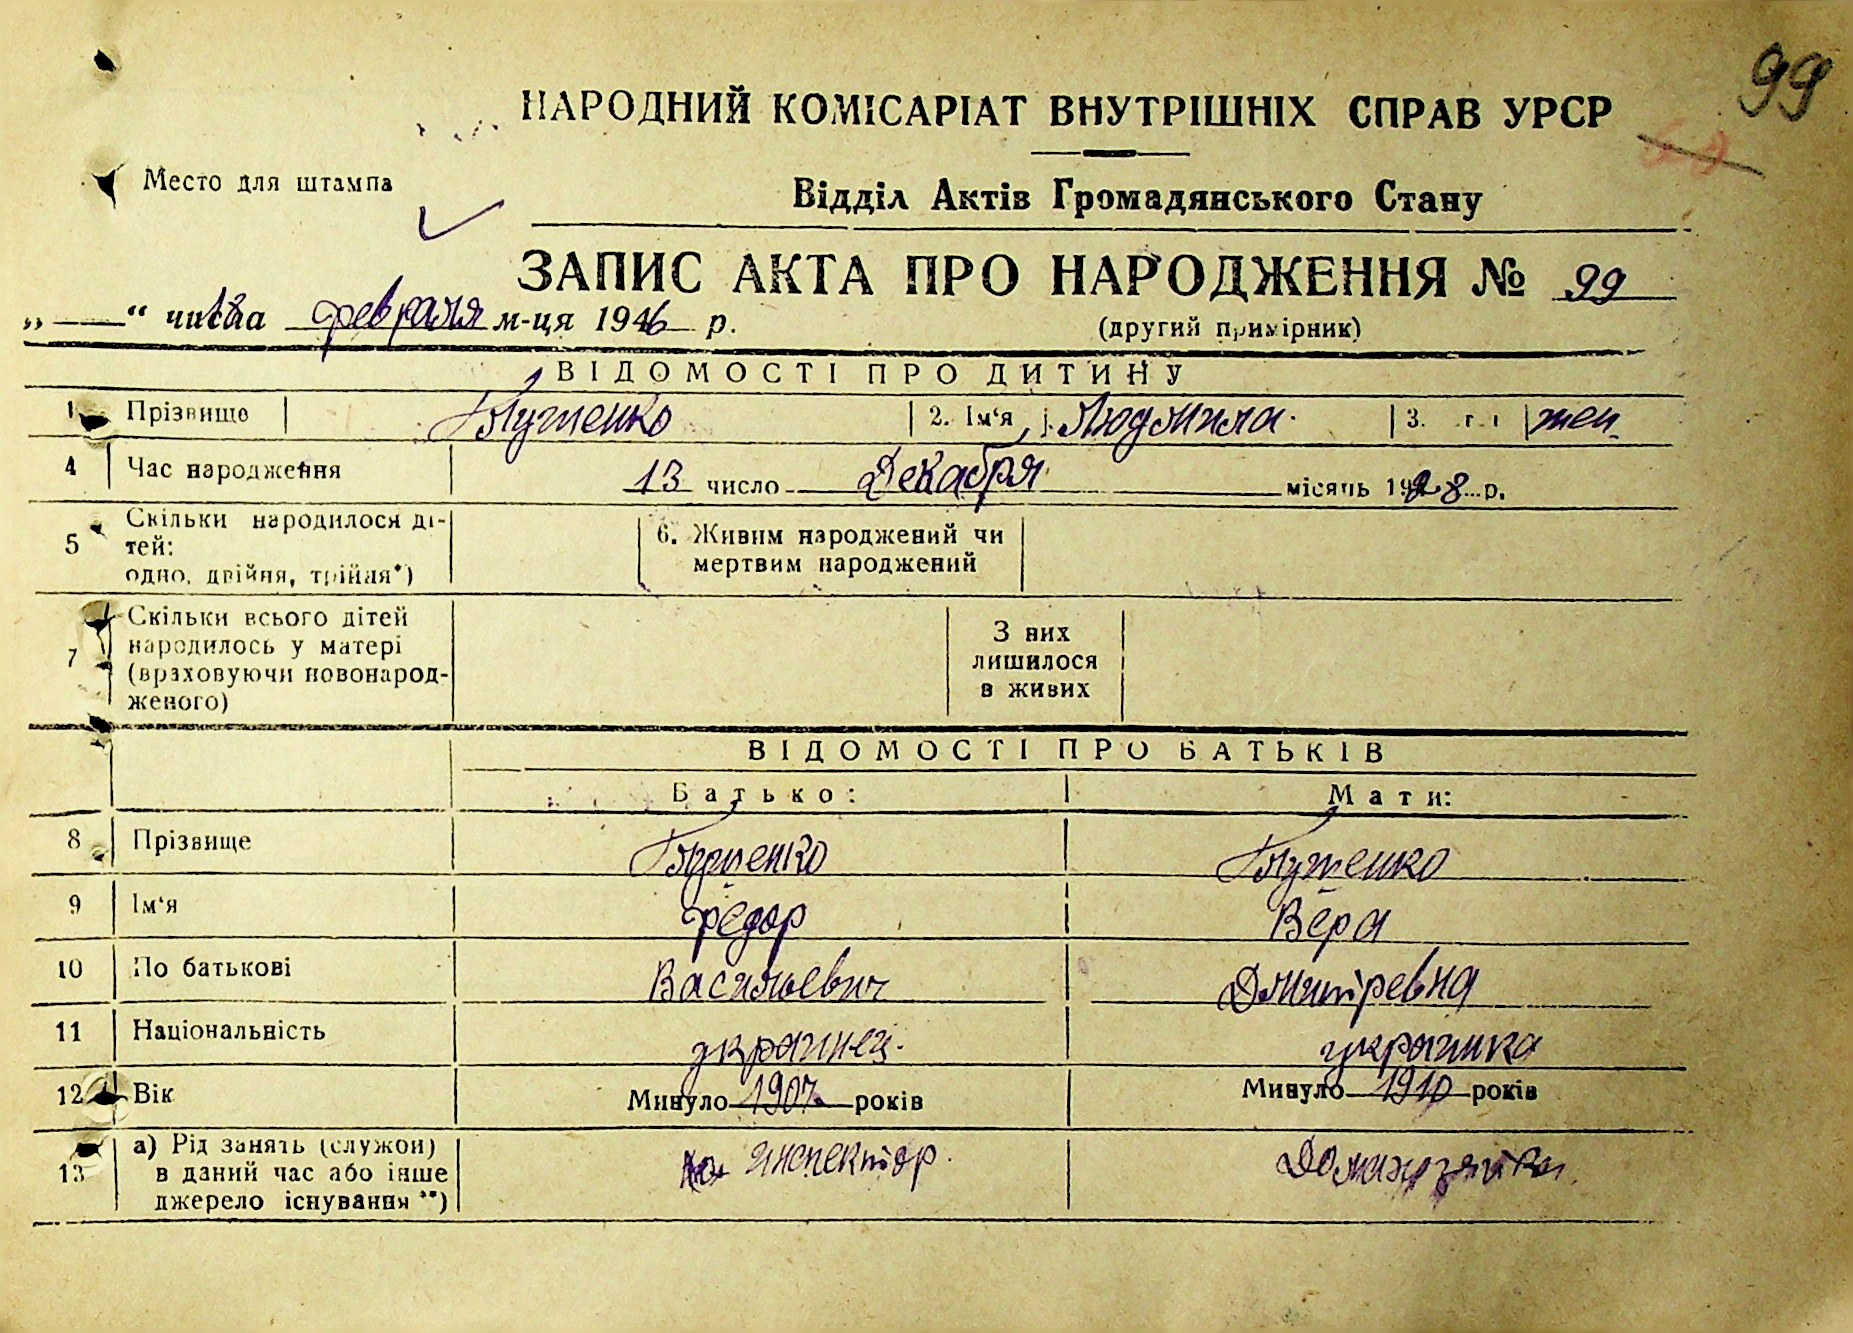 99
НАРОДНИЙ КОМІСАРІАТ ВНУТРІШНІХ СПРАВ УРСР
Место для штампа
Відділ Актів Громадянського Стану
ЗАПИС АКТА ПРО НАРОДЖЕННЯ № 99
„ “ числа февраля м-ця 1946 р.
(другий примірник)
ВІДОМОСТІ ПРО ДИТИНУ
1 Прізвище 2. Ім‘я Людмила. 3. жен.
4 Час народження 13 число Декабря місяць 1928 р.
5 Скільки народилося ді-
тей:
одно, двійня, трійня*)
6. Живим народжений чи
мертвим народжений
7 Скільки всього дітей
народилось у матері
(враховуючи новонарод-
женого)
З них
лишилося
в живих
ВІДОМОСТІ ПРО БАТЬКІВ
Батько: Мати:
8 Прізвище
9 Ім‘я Федор Вера
10 По батькові Васильевич Дмитревна
11 Національність украинец. украинка
12 Вік Минуло 1907 років Минуло 1910 років
13 а) Рід занять (служби)
в даний час або інше
джерело існування **)
инспектор. Домохозяйка.